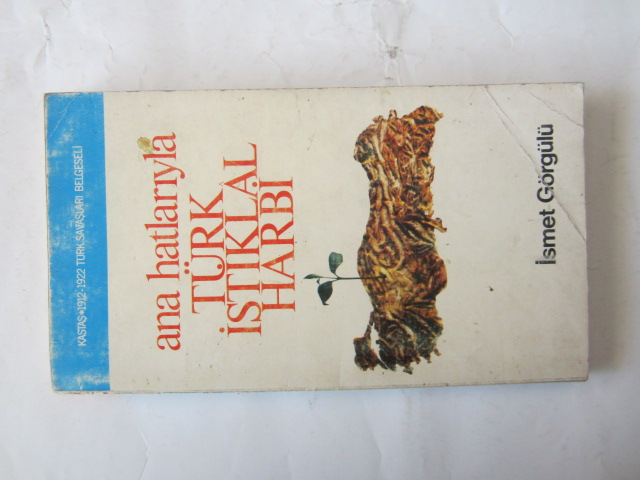 KASTAŞ•1912-1922 TÜRK SAVAŞLARI BELGESELİ
ana hatlarıyla
TÜRK
İSTİKLAL
HARBİ
İsmet Görgülü